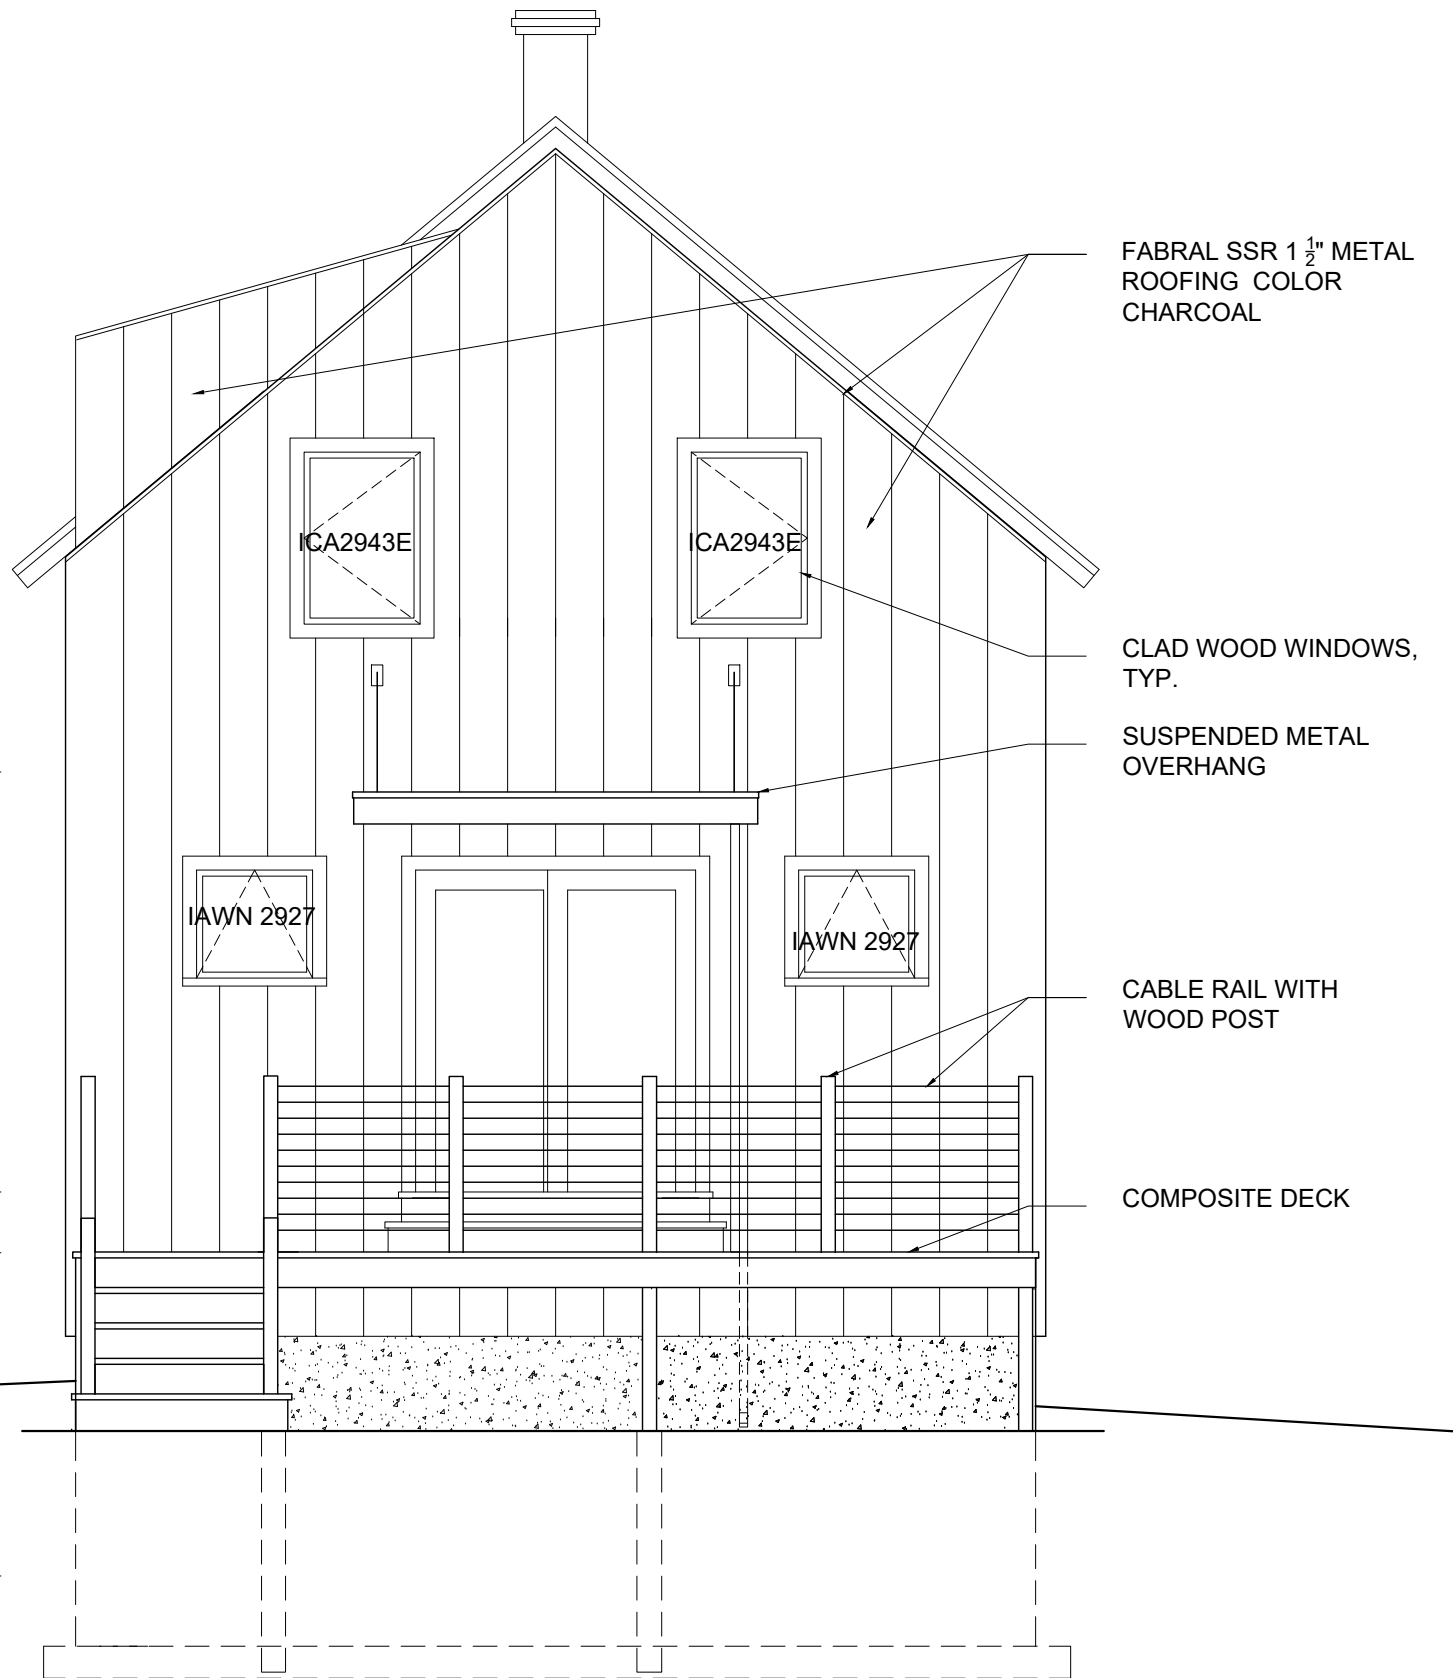 FABRAL SSR 1 1/2" METAL
ROOFING COLOR
CHARCOAL
ICA2943E
ICA2943E
CLAD WOOD WINDOWS,
TYP.
SUSPENDED METAL
OVERHANG
IAWN 2927
IAWN 2927
CABLE RAIL WITH
WOOD POST
COMPOSITE DECK